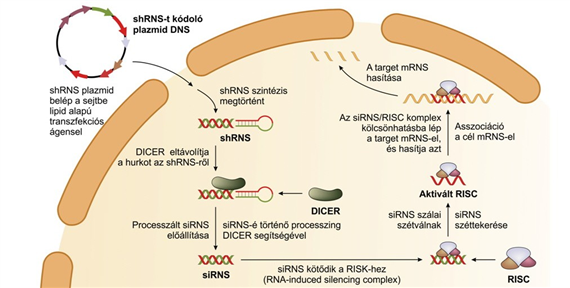 shRNS-t kódoló
plazmid DNS
shRNS plazmid
belép a sejtbe
lipid alapú
transzfekciós
ágensel
shRNS szintézis
megtörtént
shRNS
DICER eltávolítja
a hurkot az shRNS-ről
DICER
Processzált siRNS
előállítása
siRNS-é történő processzing
DICER segítségével
siRNS
siRNS kötődik a RISK-hez
(RNA-induced silencing complex)
RISC
siRNS szálai
szétválnak
siRNS
széttekerése
Aktivált RISC
Az siRNS/RISC komplex
kölcsönhatásba lép
a target mRNS-el,
és hasítja azt
Asszociáció
a cél mRNS-el
A target mRNS
hasítása